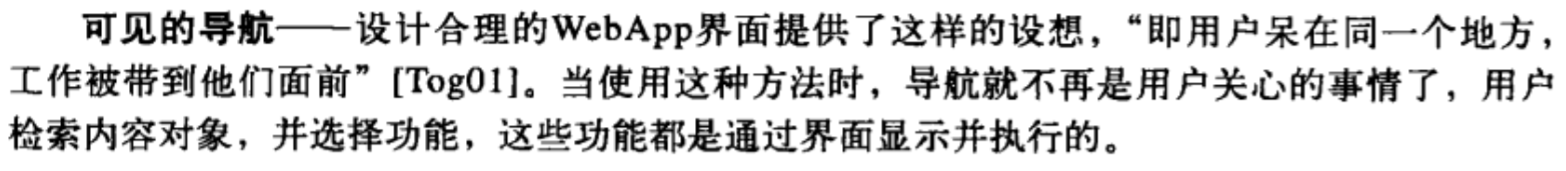 可见的导航——设计合理的WebApp界面提供了这样的设想，“即用户呆在同一个地方，
工作被带到他们面前”[Tog01]。当使用这种方法时，导航就不再是用户关心的事情了，用户
检索内容对象，并选择功能，这些功能都是通过界面显示并执行的。